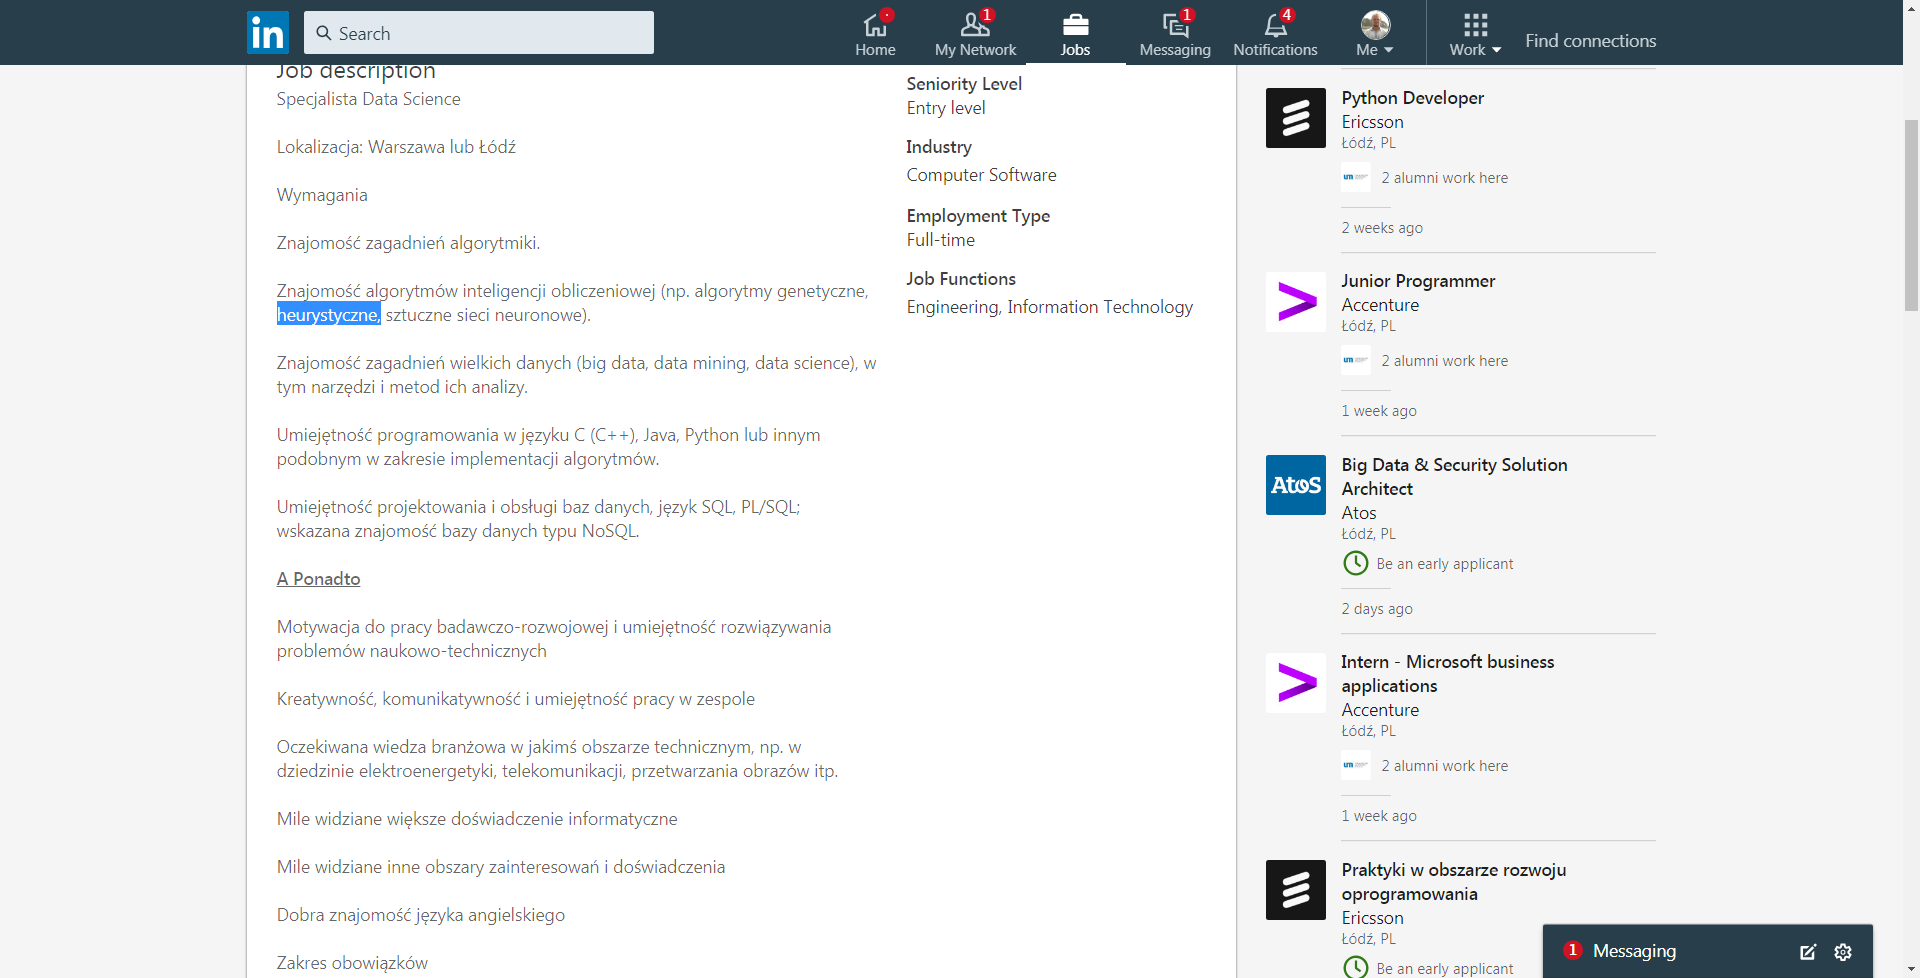 in
Search
Home
1
My Network
Jobs
1
Messaging
4
Notifications
Me
Work
Find connections
Job description
Specjalista Data Science
Lokalizacja: Warszawa lub Łódź
Wymagania
Znajomość zagadnień algorytmiki.
Znajomość algorytmów inteligencji obliczeniowej (np. algorytmy genetyczne,
heurystyczne, sztuczne sieci neuronowe).
Znajomość zagadnień wielkich danych (big data, data mining, data science), w
tym narzędzi i metod ich analizy.
Umiejętność programowania w języku C (C++), Java, Python lub innym
podobnym w zakresie implementacji algorytmów.
Umiejętność projektowania i obsługi baz danych, język SQL, PL/SQL;
wskazana znajomość bazy danych typu NoSQL.
A Ponadto
Motywacja do pracy badawczo-rozwojowej i umiejętność rozwiązywania
problemów naukowo-technicznych
Kreatywność, komunikatywność i umiejętność pracy w zespole
Oczekiwana wiedza branżowa w jakimś obszarze technicznym, np. w
dziedzinie elektroenergetyki, telekomunikacji, przetwarzania obrazów itp.
Mile widziane większe doświadczenie informatyczne
Mile widziane inne obszary zainteresowań i doświadczenia
Dobra znajomość języka angielskiego
Zakres obowiązków
Seniority Level
Entry level
Industry
Computer Software
Employment Type
Full-time
Job Functions
Engineering, Information Technology
Python Developer
Ericsson
Łódź, PL
2 alumni work here
2 weeks ago
Junior Programmer
Accenture
Łódź, PL
2 alumni work here
1 week ago
Atos
Big Data & Security Solution
Architect
Atos
Łódź, PL
Be an early applicant
2 days ago
Intern - Microsoft business
applications
Accenture
Łódź, PL
2 alumni work here
1 week ago
Praktyki w obszarze rozwoju
oprogramowania
Ericsson
Łódź, PL
Be an early applicant
1 Messaging